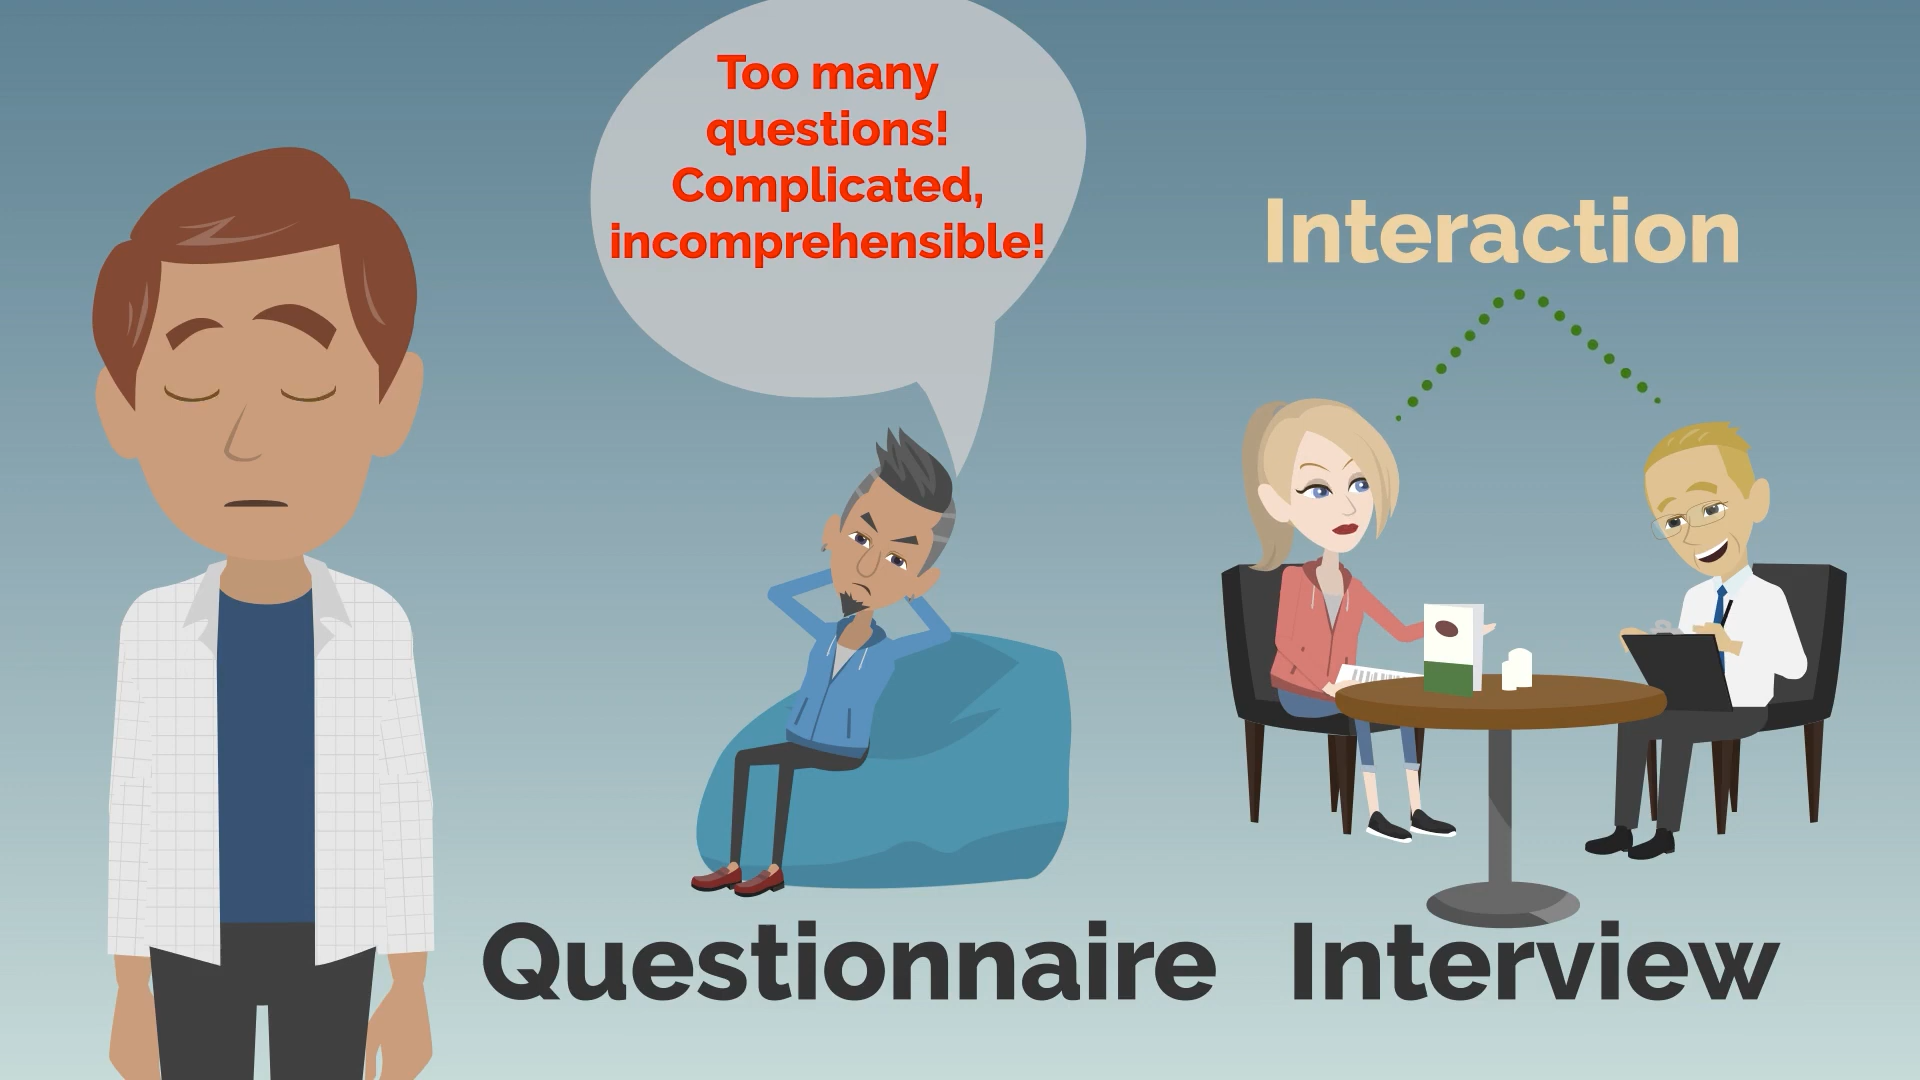 Too many
questions!
Complicated,
incomprehensible!
Interaction
Questionnaire
Interview